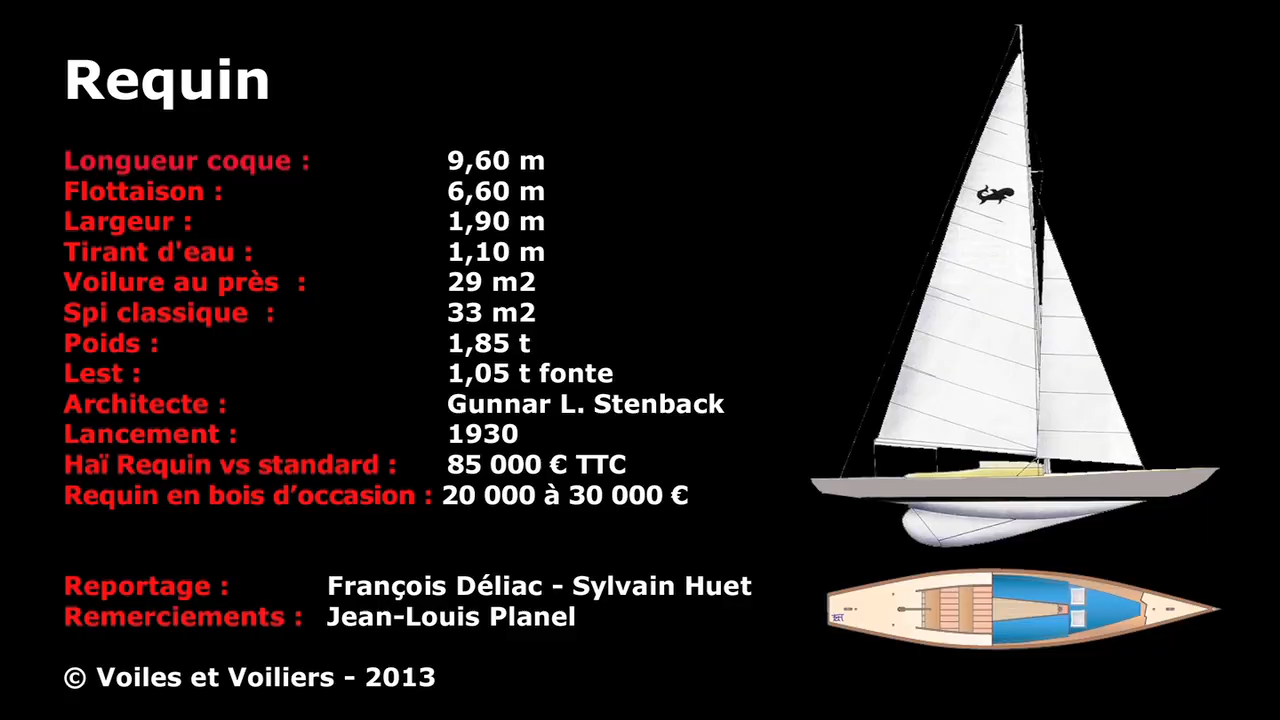 Requin
Longueur coque : 9,60 m
Flottaison : 6,60 m
Largeur : 1,90 m
Tirant d'eau : 1,10 m
Voilure au près : 29 m2
Spi classique : 33 m2
Poids : 1,85 t
Lest : 1,05 t fonte
Architecte : Gunnar L. Stenback
Lancement : 1930
Haï Requin vs standard : 85 000 € TTC
Requin en bois d’occasion : 20 000 à 30 000 €
Reportage : François Déliac - Sylvain Huet
Remerciements : Jean-Louis Planel
© Voiles et Voiliers - 2013